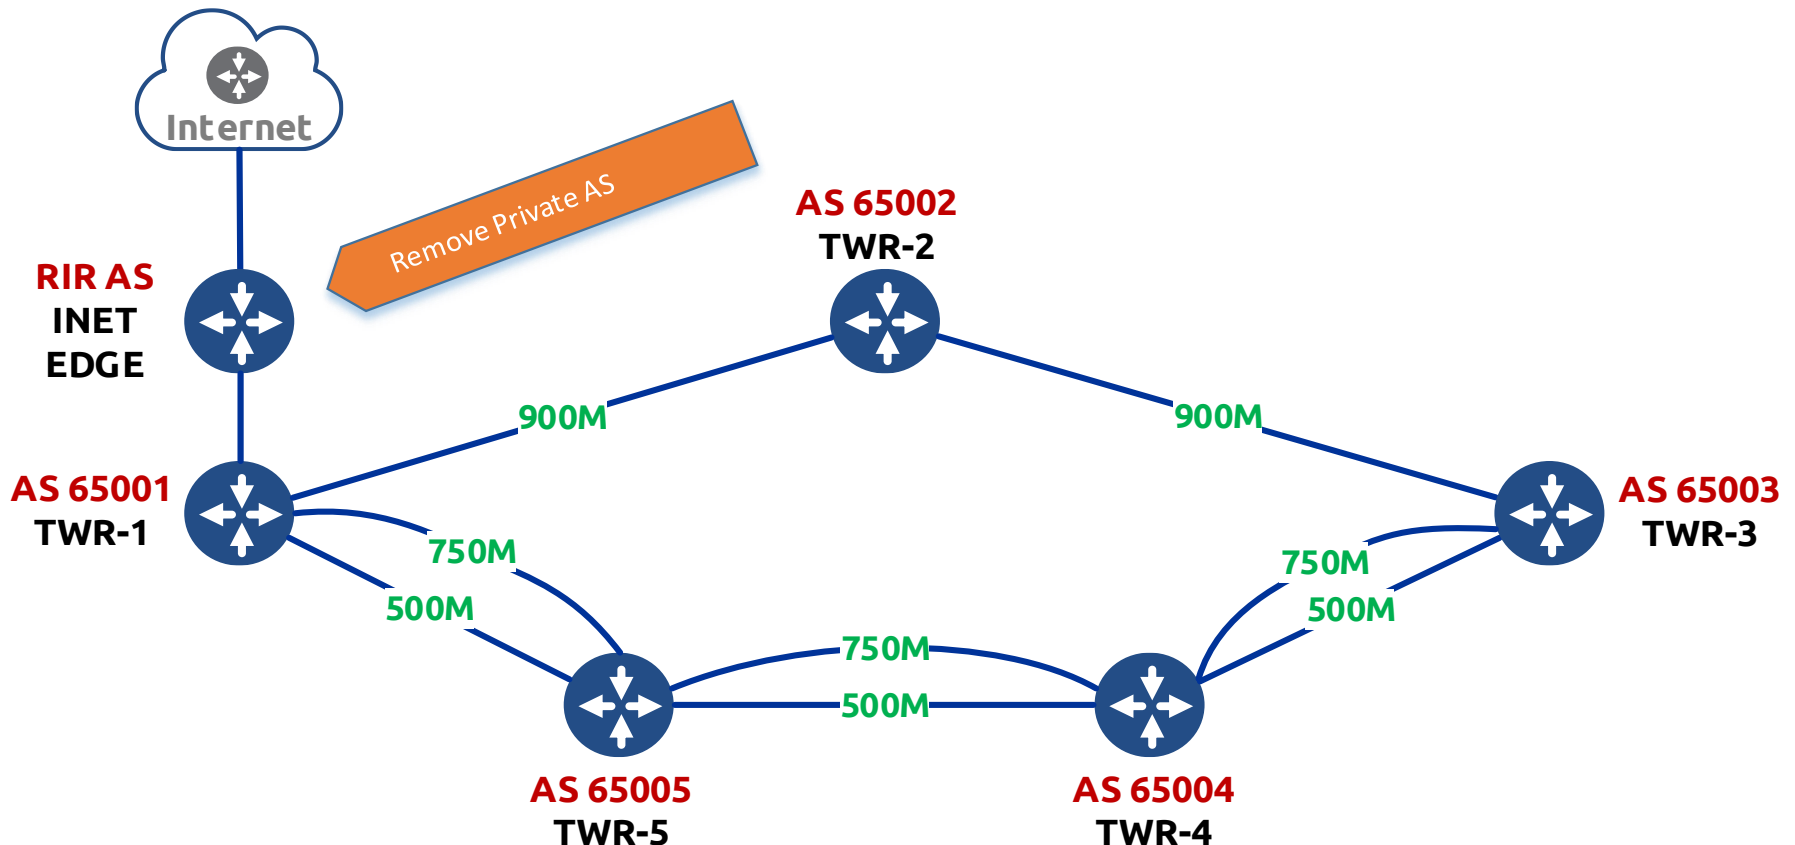 Internet
Remove Private AS
AS 65002
TWR-2
RIR AS
INET
EDGE
900M
900M
AS 65001
TWR-1
AS 65003
TWR-3
750M
500M
750M
500M
750M
500M
AS 65005
TWR-5
AS 65004
TWR-4